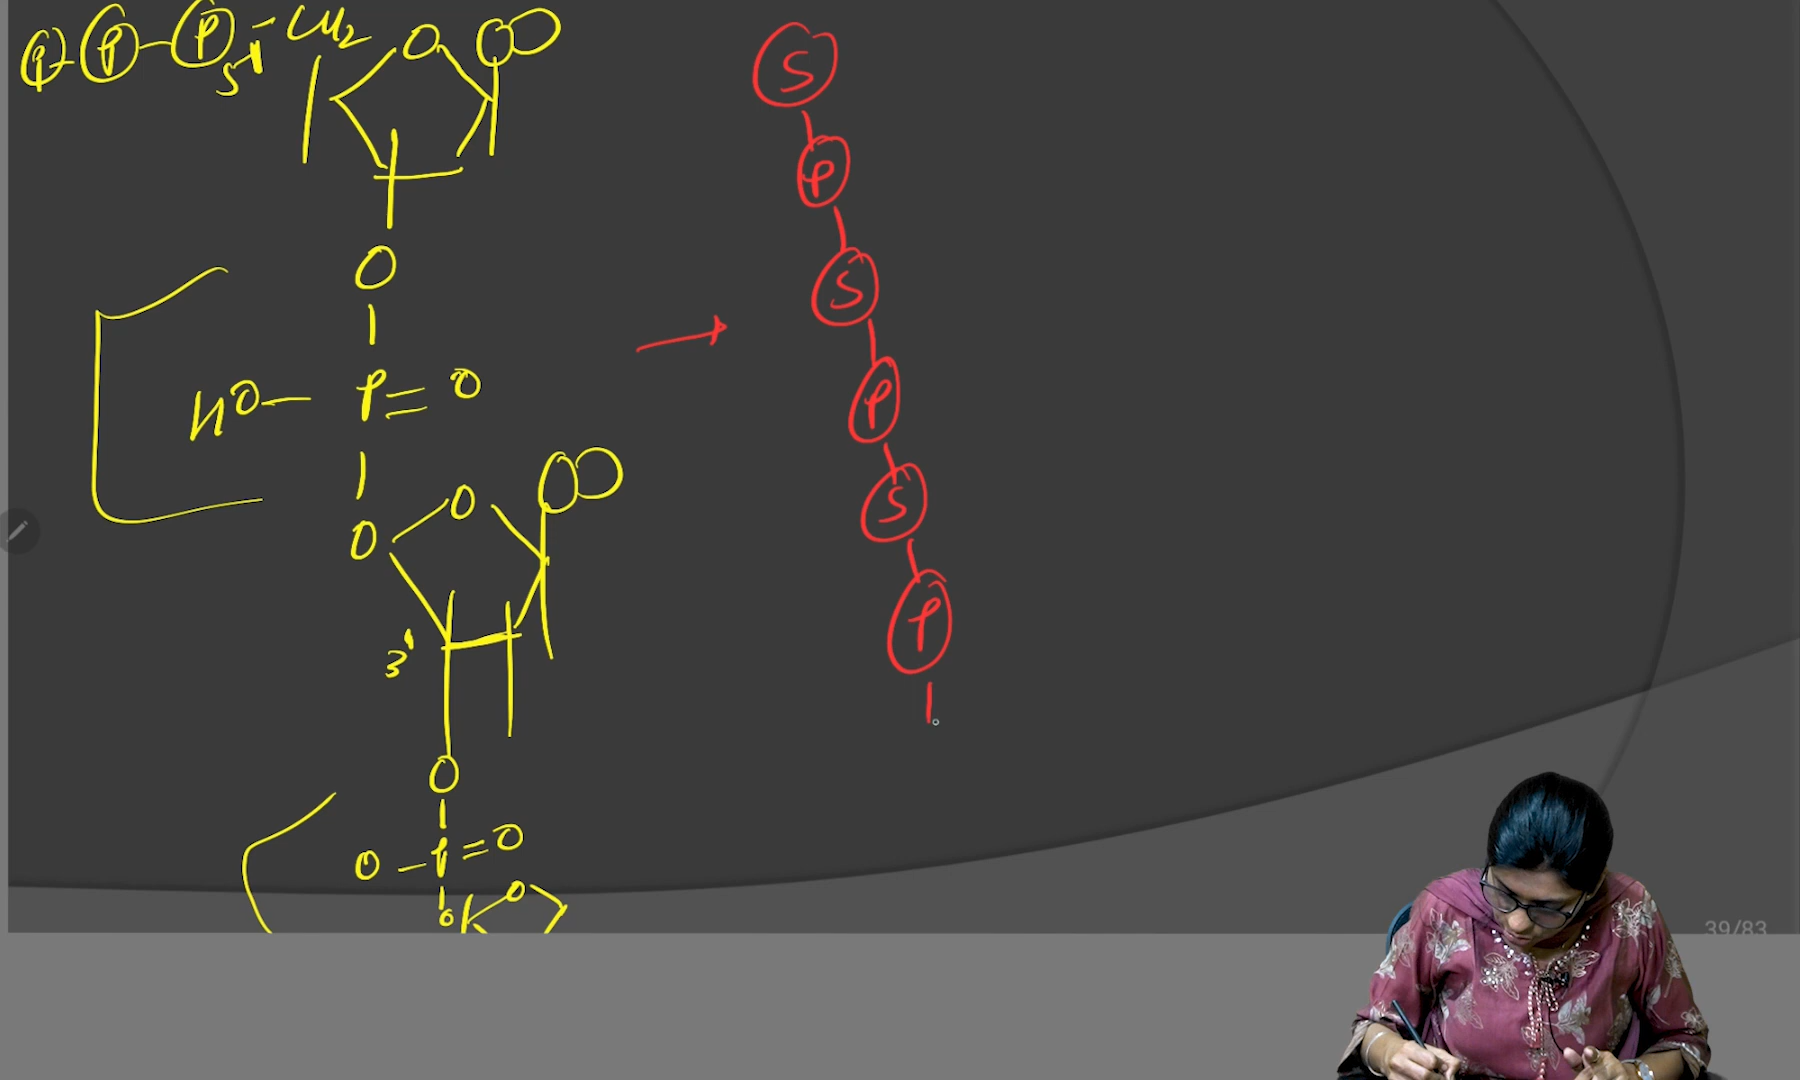 P-P-P-CH2 O
5'
O
HO-P=O
O O
3'
O
O-P=O
O O
S
P
S
P
S
P
39/83